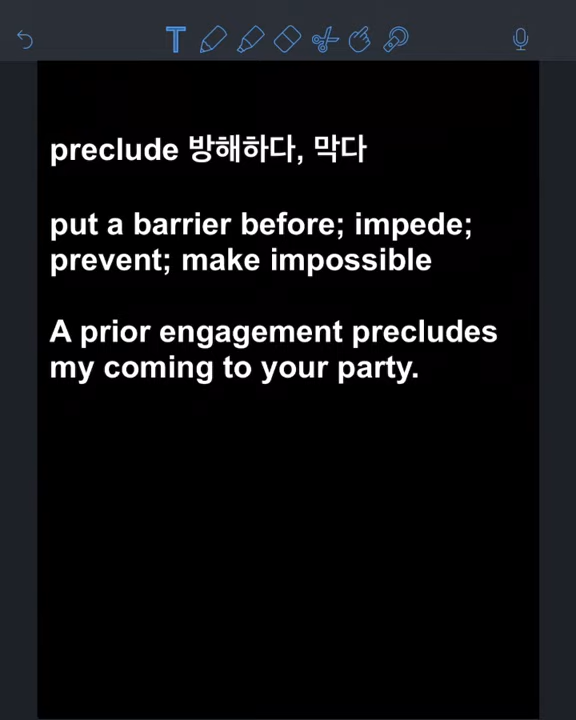 preclude 방해하다, 막다
put a barrier before; impede;
prevent; make impossible
A prior engagement precludes
my coming to your party.